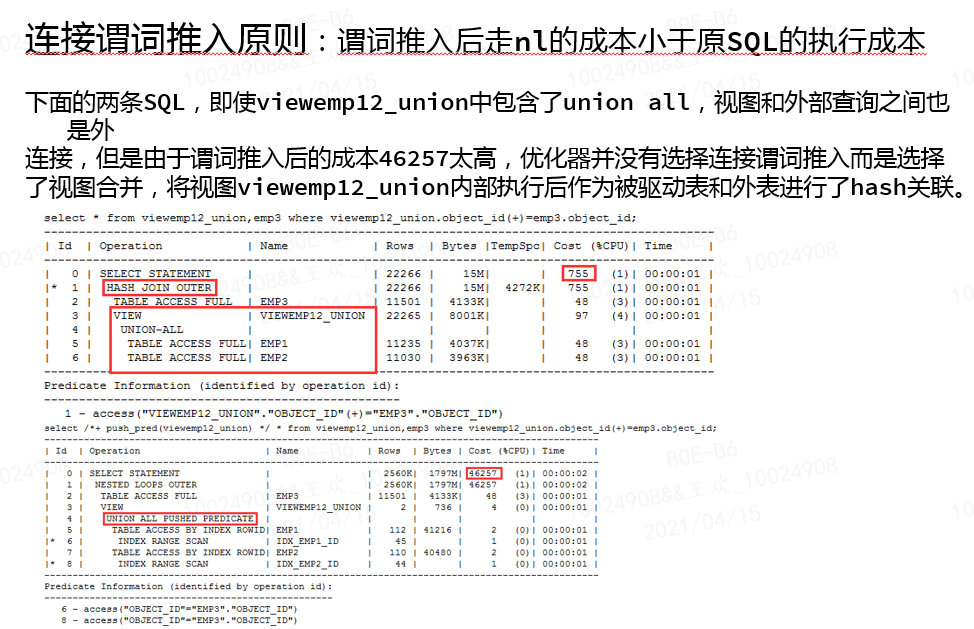 连接谓词推入原则：谓词推入后走nl的成本小于原SQL的执行成本
下面的两条SQL，即使viewemp12_union中包含了union all，视图和外部查询之间也
是外
连接，但是由于谓词推入后的成本46257太高，优化器并没有选择连接谓词推入而是选择
了视图合并，将视图viewemp12_union内部执行后作为被驱动表和外表进行了hash关联。
select * from viewemp12_union,emp3 where viewemp12_union.object_id(+)=emp3.object_id;
| Id | Operation | Name | Rows | Bytes |TempSpc| Cost (%CPU)| Time |
| 0 | SELECT STATEMENT | | 22266 | 15M| | 755 (1)| 00:00:01 |
|* 1 | HASH JOIN OUTER | | 22266 | 15M| 4272K| 755 (1)| 00:00:01 |
| 2 | TABLE ACCESS FULL | EMP3 | 11501 | 4133K| | 48 (3)| 00:00:01 |
| 3 | VIEW | VIEWEMP12_UNION | 22265 | 8001K| | 97 (4)| 00:00:01 |
| 4 | UNION-ALL | | | | | | |
| 5 | TABLE ACCESS FULL| EMP1 | 11235 | 4037K| | 48 (3)| 00:00:01 |
| 6 | TABLE ACCESS FULL| EMP2 | 11030 | 3963K| | 48 (3)| 00:00:01 |
Predicate Information (identified by operation id):
1 - access("VIEWEMP12_UNION"."OBJECT_ID"(+)="EMP3"."OBJECT_ID")
select /*+ push_pred(viewemp12_union) */ * from viewemp12_union,emp3 where viewemp12_union.object_id(+)=emp3.object_id;
| Id | Operation | Name | Rows | Bytes | Cost (%CPU)| Time |
| 0 | SELECT STATEMENT | | 2560K| 1797M| 46257 (1)| 00:00:02 |
| 1 | NESTED LOOPS OUTER | | 2560K| 1797M| 46257 (1)| 00:00:02 |
| 2 | TABLE ACCESS FULL | EMP3 | 11501 | 4133K| 48 (3)| 00:00:01 |
| 3 | VIEW | VIEWEMP12_UNION | 2 | 736 | 4 (0)| 00:00:01 |
| 4 | UNION ALL PUSHED PREDICATE | | | | | |
| 5 | TABLE ACCESS BY INDEX ROWID| EMP1 | 112 | 41216 | 2 (0)| 00:00:01 |
|* 6 | INDEX RANGE SCAN | IDX_EMP1_ID | 45 | | 1 (0)| 00:00:01 |
| 7 | TABLE ACCESS BY INDEX ROWID| EMP2 | 110 | 40480 | 2 (0)| 00:00:01 |
|* 8 | INDEX RANGE SCAN | IDX_EMP2_ID | 44 | | 1 (0)| 00:00:01 |
Predicate Information (identified by operation id):
6 - access("OBJECT_ID"="EMP3"."OBJECT_ID")
8 - access("OBJECT_ID"="EMP3"."OBJECT_ID")